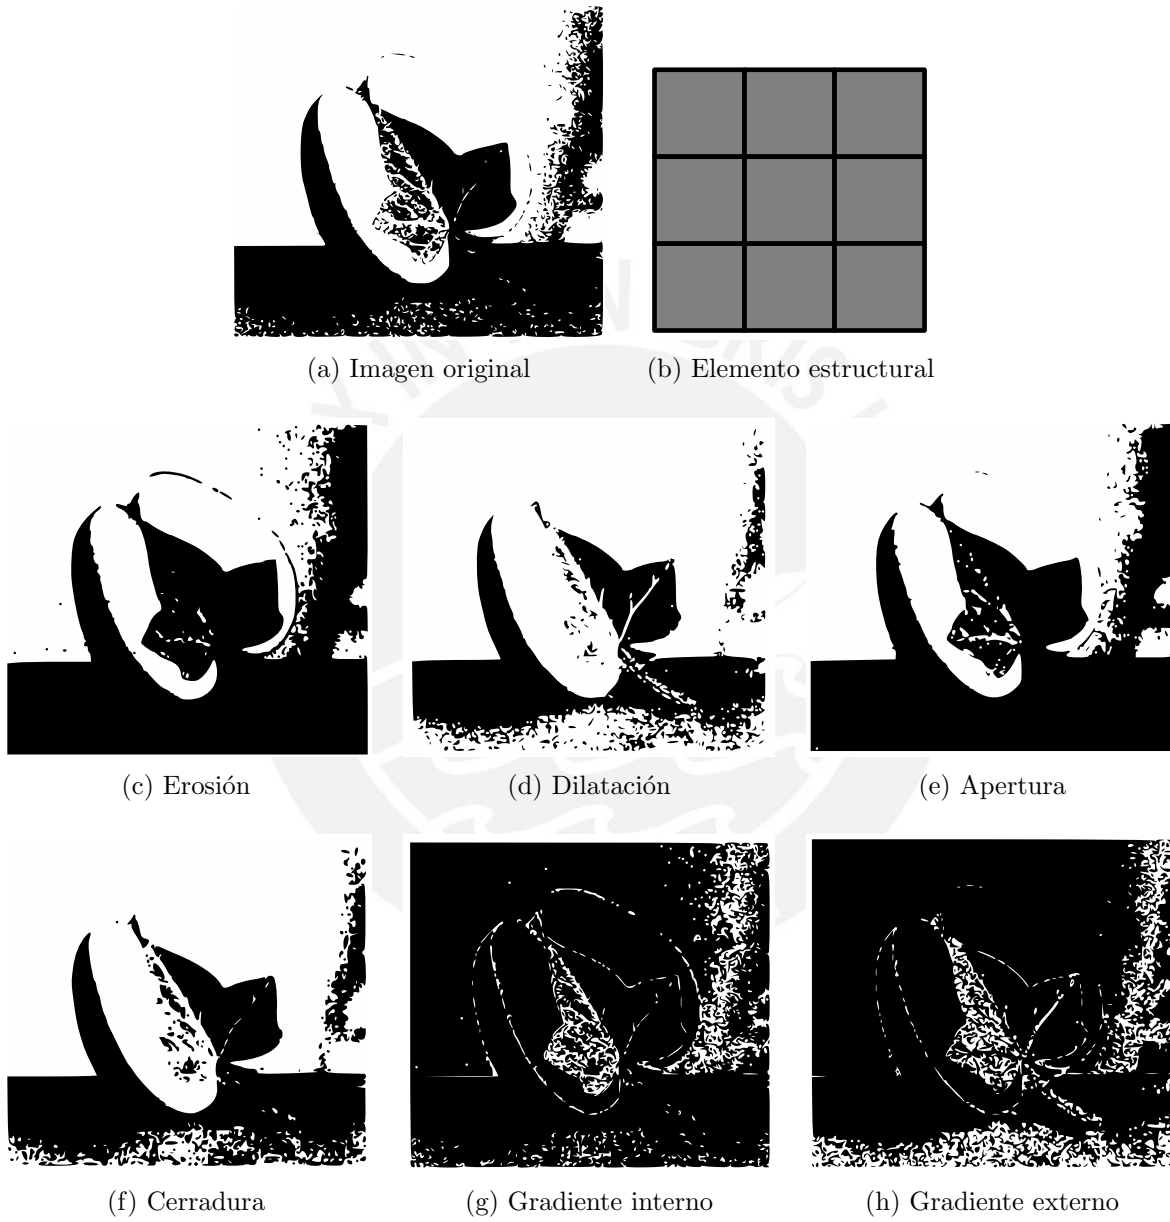 (a) Imagen original
(b) Elemento estructural
(c) Erosión
(d) Dilatación
(e) Apertura
(f) Cerradura
(g) Gradiente interno
(h) Gradiente externo